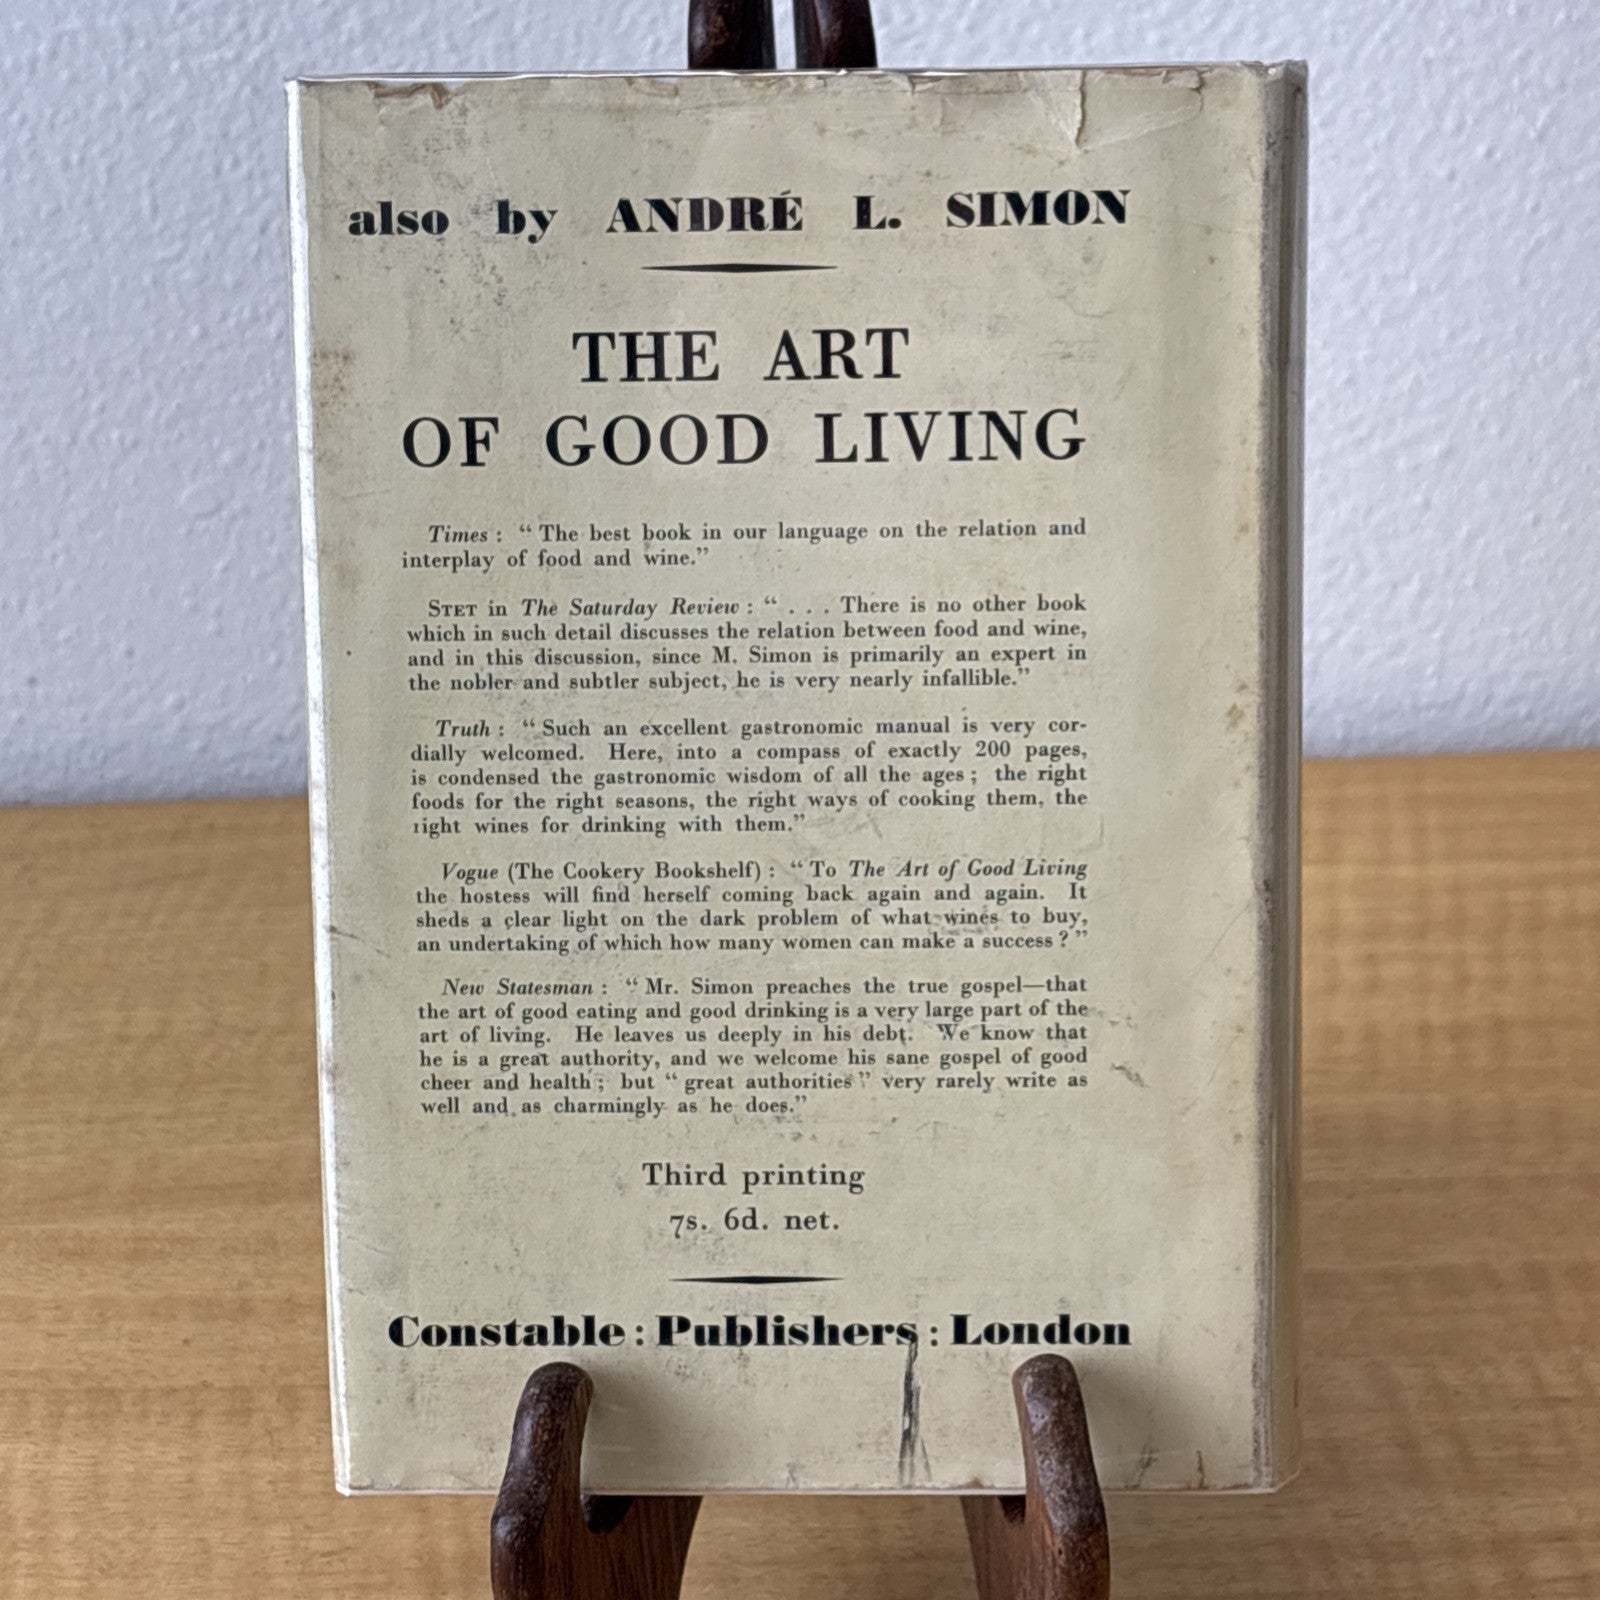 also by ANDRÉ L. SIMON
THE ART
OF GOOD LIVING
Times : “ The best book in our language on the relation and
interplay of food and wine.”
STET in The Saturday Review : “ . . . There is no other book
which in such detail discusses the relation between food and wine,
and in this discussion, since M. Simon is primarily an expert in
the nobler and subtler subject, he is very nearly infallible.”
Truth : “ Such an excellent gastronomic manual is very cor-
dially welcomed. Here, into a compass of exactly 200 pages,
is condensed the gastronomic wisdom of all the ages ; the right
foods for the right seasons, the right ways of cooking them, the
right wines for drinking with them.”
Vogue (The Cookery Bookshelf) : “ To The Art of Good Living
the hostess will find herself coming back again and again. It
sheds a clear light on the dark problem of what wines to buy,
an undertaking of which how many women can make a success ? ”
New Statesman : “ Mr. Simon preaches the true gospel—that
the art of good eating and good drinking is a very large part of the
art of living. He leaves us deeply in his debt. We know that
he is a great authority, and we welcome his sane gospel of good
cheer and health ; but “ great authorities ” very rarely write as
well and as charmingly as he does.”
Third printing
7s. 6d. net.
Constable : Publishers : London